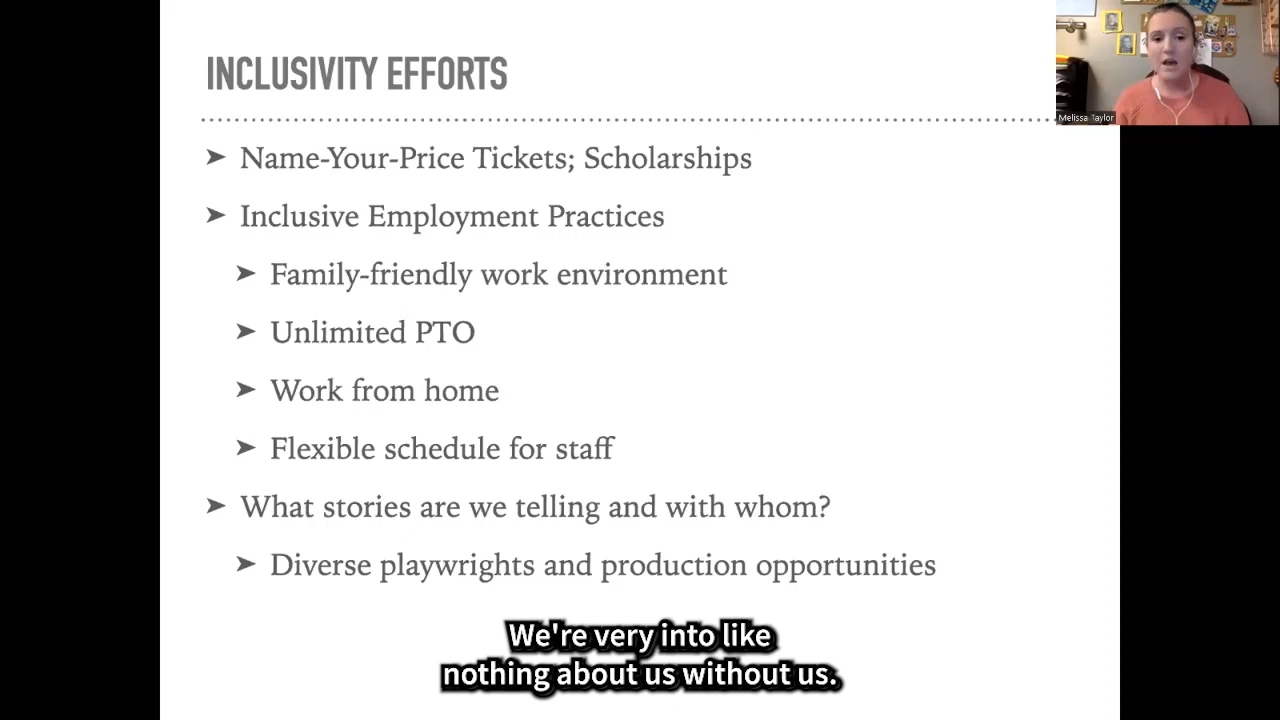 INCLUSIVITY EFFORTS
Melissa Taylor
➤ Name-Your-Price Tickets; Scholarships
➤ Inclusive Employment Practices
➤ Family-friendly work environment
➤ Unlimited PTO
➤ Work from home
➤ Flexible schedule for staff
➤ What stories are we telling and with whom?
➤ Diverse playwrights and production opportunities
We're very into like
nothing about us without us.